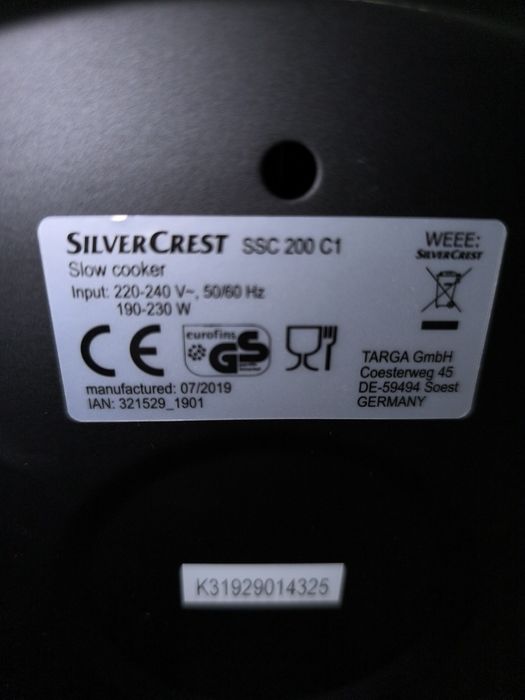 SILVERCREST SSC 200 C1
Slow cooker
Input: 220-240 V~, 50/60 Hz
190-230 W
CE
eurofins
GS
manufactured: 07/2019
IAN: 321529_1901
WEEE:
SILVERCREST
TARGA GmbH
Coesterweg 45
DE-59494 Soest
GERMANY
K31929014325